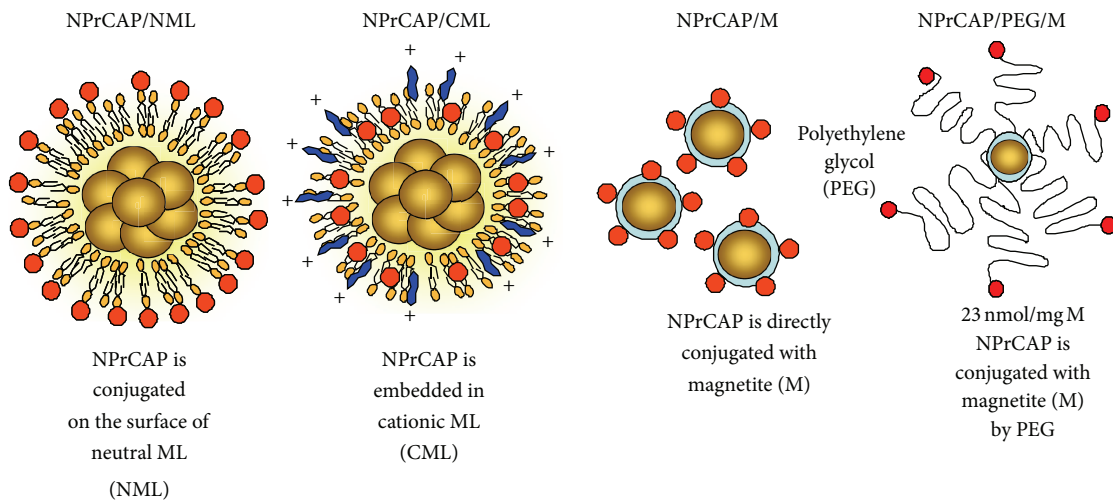 NPrCAP/NML
NPrCAP is
conjugated
on the surface of
neutral ML
(NML)
NPrCAP/CML
+
+
+
+
+
+
+
+
+
+
+
+
NPrCAP is
embedded in
cationic ML
(CML)
NPrCAP/M
NPrCAP is directly
conjugated with
magnetite (M)
NPrCAP/PEG/M
Polyethylene
glycol
(PEG)
23 nmol/mg M
NPrCAP is
conjugated with
magnetite (M)
by PEG